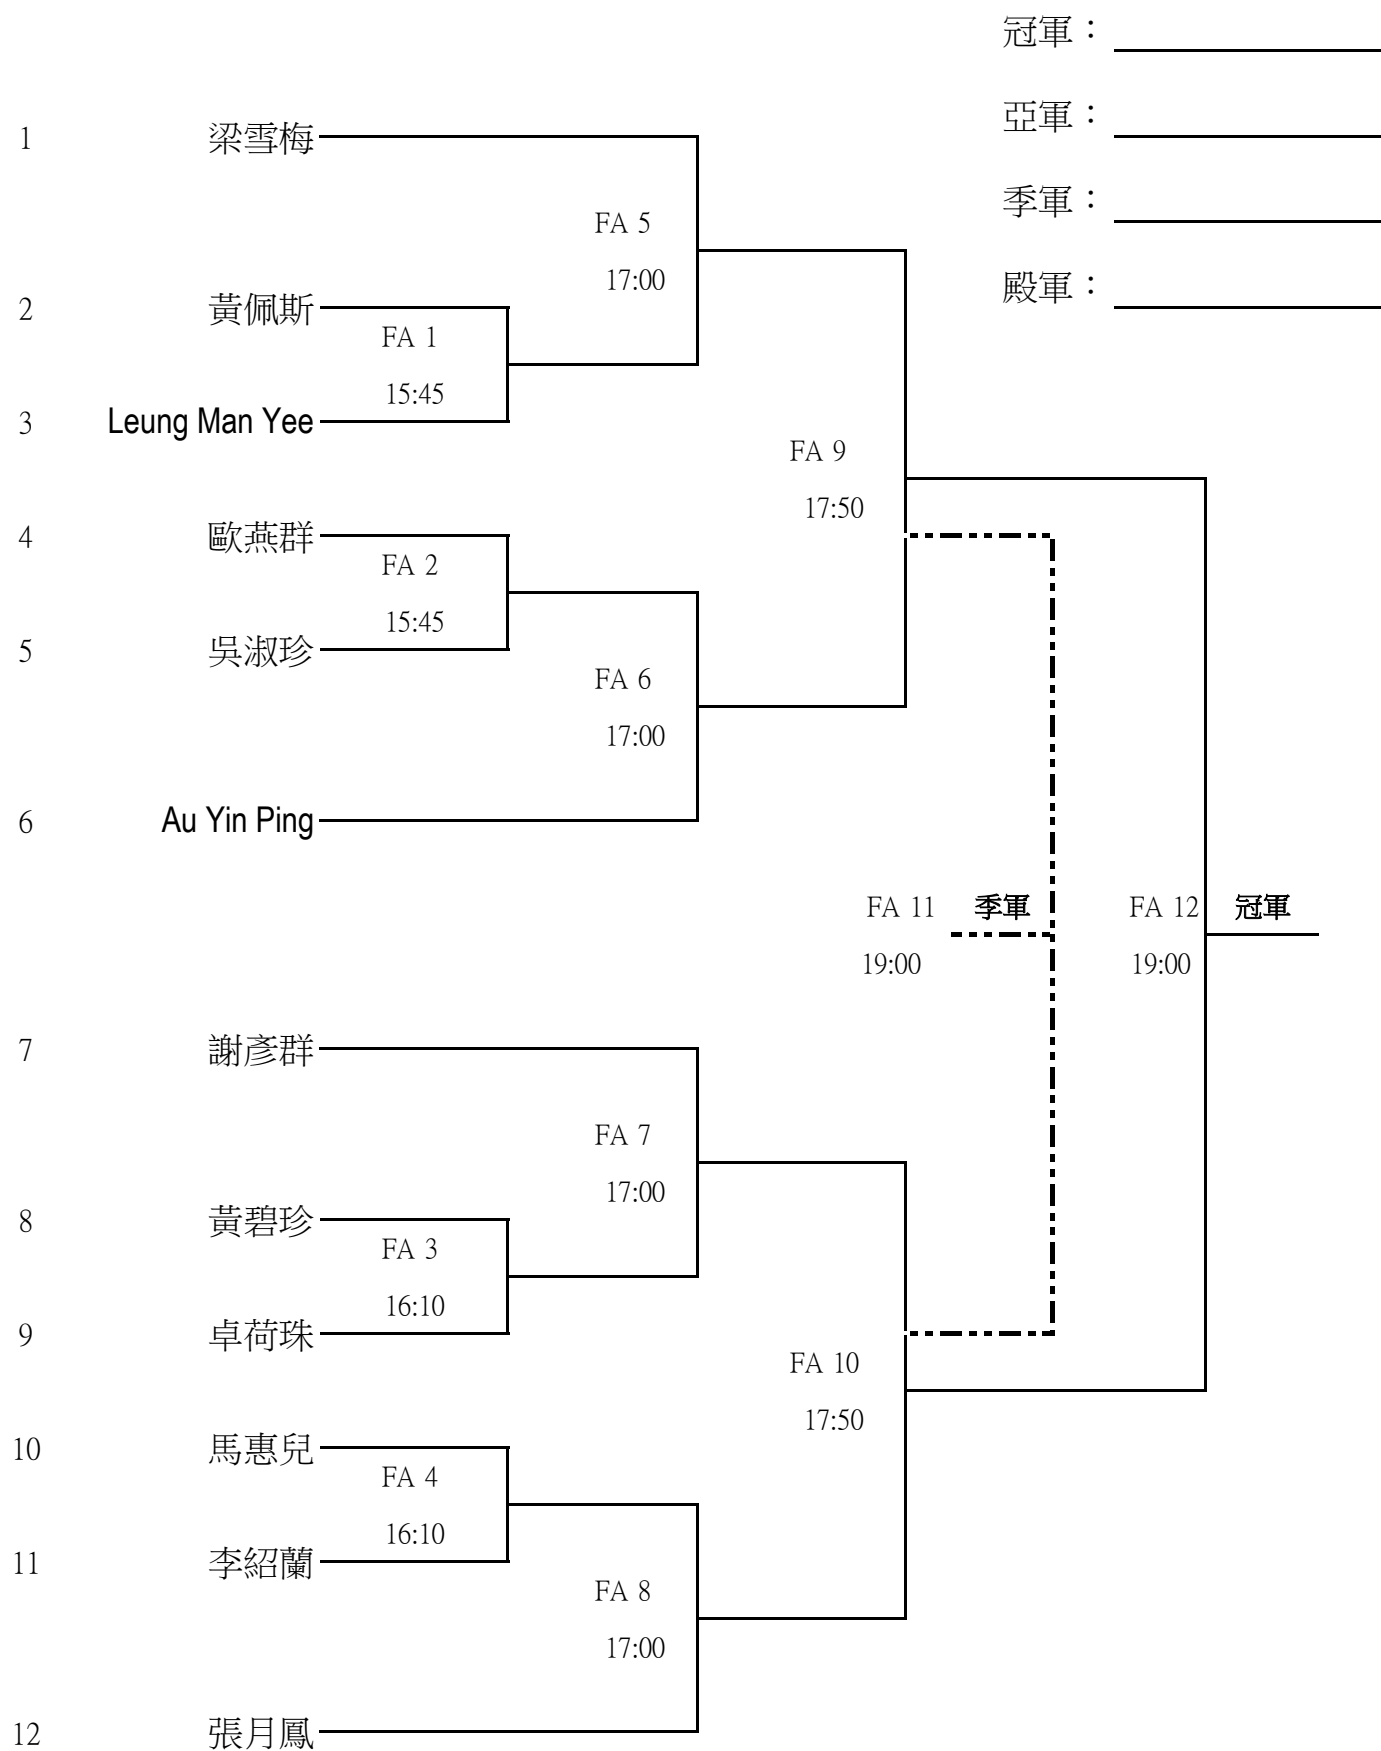 冠軍：
亞軍：
1 梁雪梅
季軍：
FA 5
17:00
殿軍：
2 黃佩斯
FA 1
15:45
3 Leung Man Yee
FA 9
17:50
4 歐燕群
FA 2
15:45
5 吳淑珍
FA 6
17:00
6 Au Yin Ping
FA 11 季軍 FA 12 冠軍
19:00 19:00
7 謝彥群
FA 7
17:00
8 黃碧珍
FA 3
16:10
9 卓荷珠
FA 10
17:50
10 馬惠兒
FA 4
16:10
11 李紹蘭
FA 8
17:00
12 張月鳳